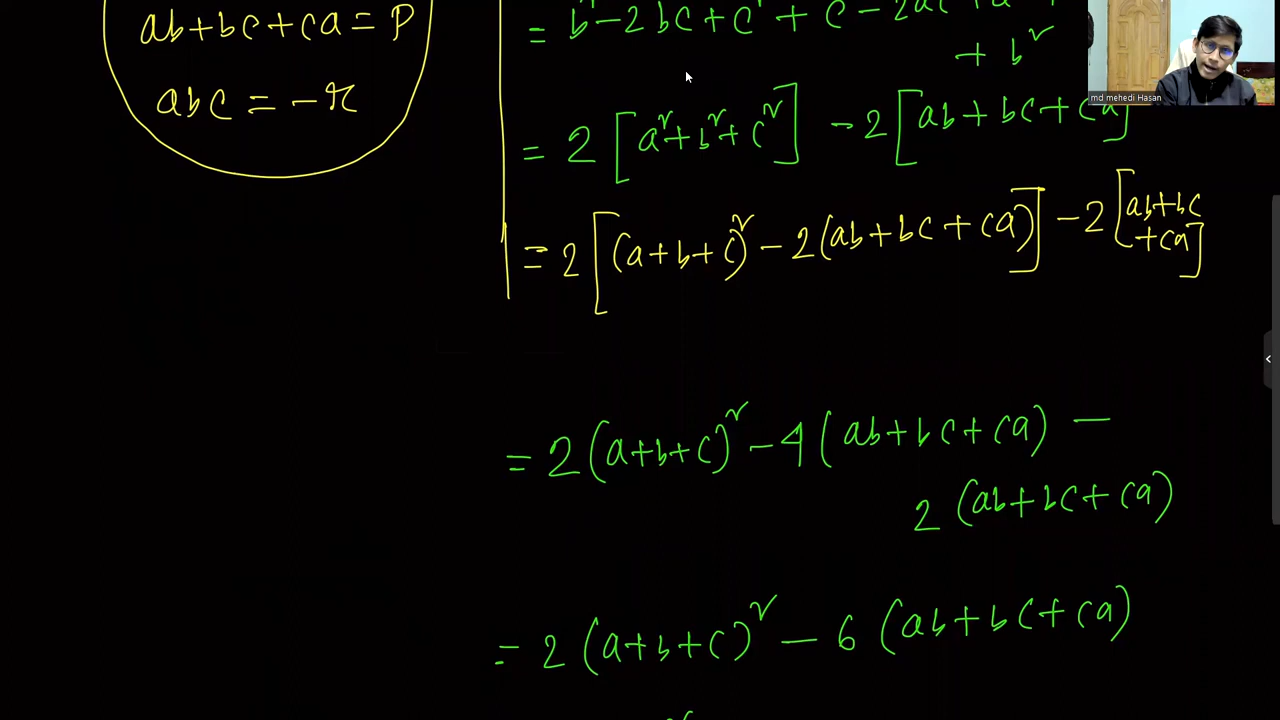 ab+bc+ca = P
abc = -r
= b² - 2bc + c² + c² - 2ac
+ b²
md mehedi Hasan
= 2[a²+b²+c²] - 2[ab+bc+ca]
= 2[(a+b+c)² - 2(ab+bc+ca)] - 2[ab+bc
+ca]
= 2(a+b+c)² - 4(ab+bc+ca) -
2(ab+bc+ca)
= 2(a+b+c)² - 6(ab+bc+ca)